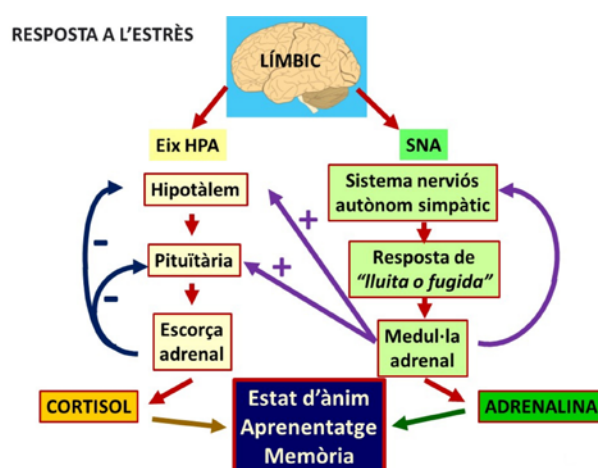 RESPOSTA A L'ESTRÈS
LÍMBIC
Eix HPA
SNA
Hipotàlem
Sistema nerviós
autònom simpàtic
+
-
Pituïtària
+
Resposta de
"lluita o fugida"
-
Escorça
adrenal
Medul·la
adrenal
CORTISOL
Estat d'ànim
Aprenentatge
Memòria
ADRENALINA